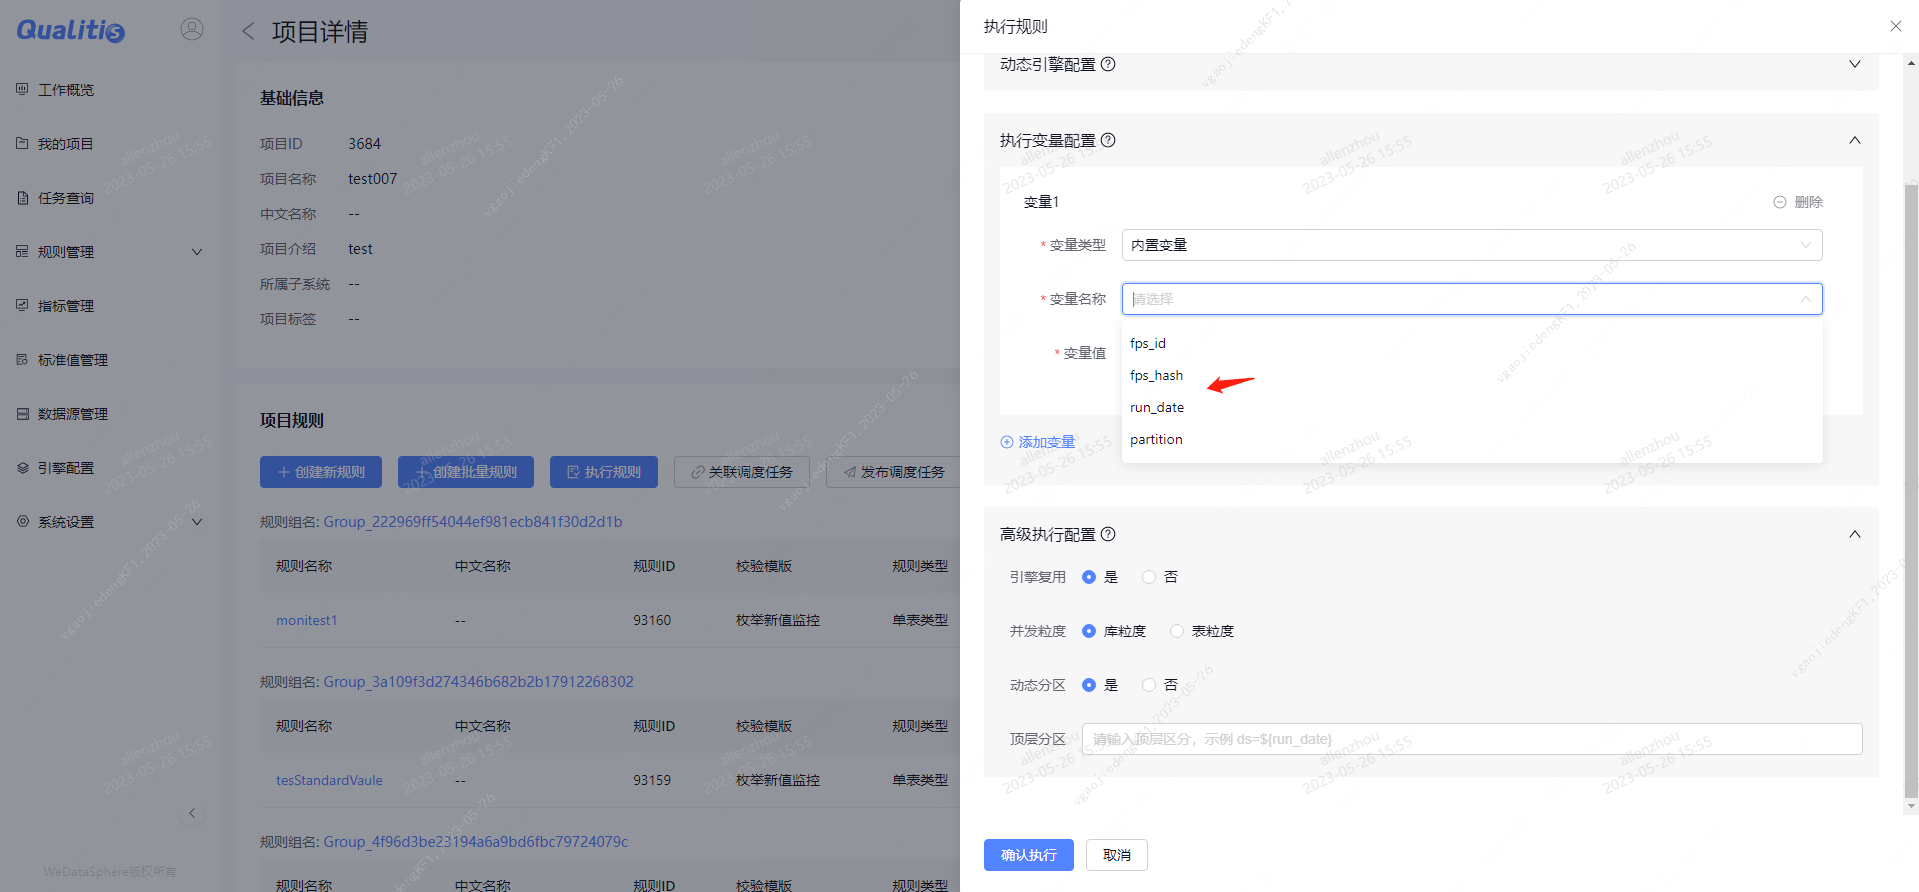 Qualitis
工作概览
我的项目
任务查询
规则管理
指标管理
标准值管理
数据源管理
引擎配置
系统设置
WeDataSphere版权所有
项目详情
基础信息
项目ID 3684
项目名称 test007
中文名称 --
项目介绍 test
所属子系统 --
项目标签 --
项目规则
创建新规则 创建批量规则 执行规则 关联调度任务 发布调度任务
规则组名: Group_222969ff54044ef981ecb841f30d2d1b
规则名称 中文名称 规则ID 校验模版 规则类型
monitest1 -- 93160 枚举新值监控 单表类型
规则组名: Group_3a109f3d274346b682b2b17912268302
规则名称 中文名称 规则ID 校验模版 规则类型
tesStandardVaule -- 93159 枚举新值监控 单表类型
规则组名: Group_4f96d3be23194a6a9bd6fbc79724079c
规则名称 中文名称 规则ID 校验模版 规则类型
执行规则
动态引擎配置
执行变量配置
变量1 删除
* 变量类型 内置变量
* 变量名称 请选择
* 变量值
fps_id
fps_hash
run_date
partition
添加变量
高级执行配置
引擎复用 是 否
并发粒度 库粒度 表粒度
动态分区 是 否
顶层分区 请输入顶层区分，示例 ds=${run_date}
确认执行 取消
allenzhou
2023-05-26 15:55
vgaojiedengKF1,2023-05-26